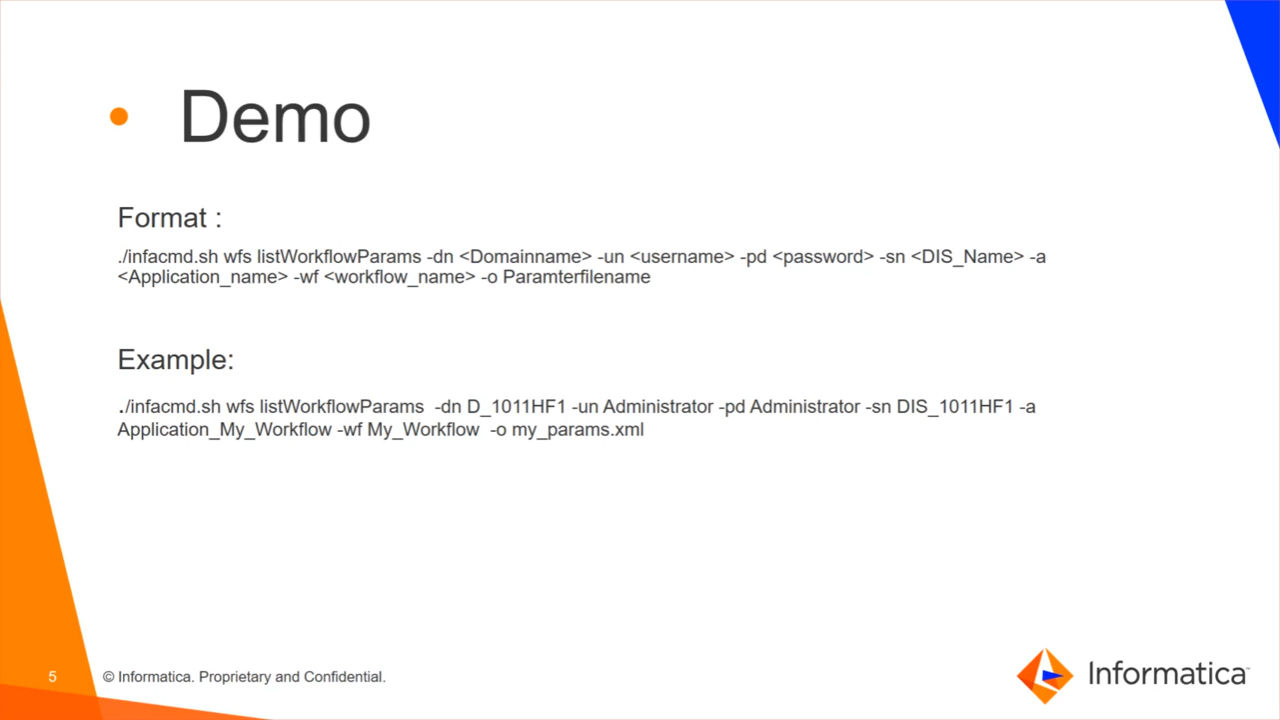 • Demo
Format :
./infacmd.sh wfs listWorkflowParams -dn <Domainname> -un <username> -pd <password> -sn <DIS_Name> -a
<Application_name> -wf <workflow_name> -o Paramterfilename
Example:
./infacmd.sh wfs listWorkflowParams -dn D_1011HF1 -un Administrator -pd Administrator -sn DIS_1011HF1 -a
Application_My_Workflow -wf My_Workflow -o my_params.xml
5 © Informatica. Proprietary and Confidential.
Informatica™